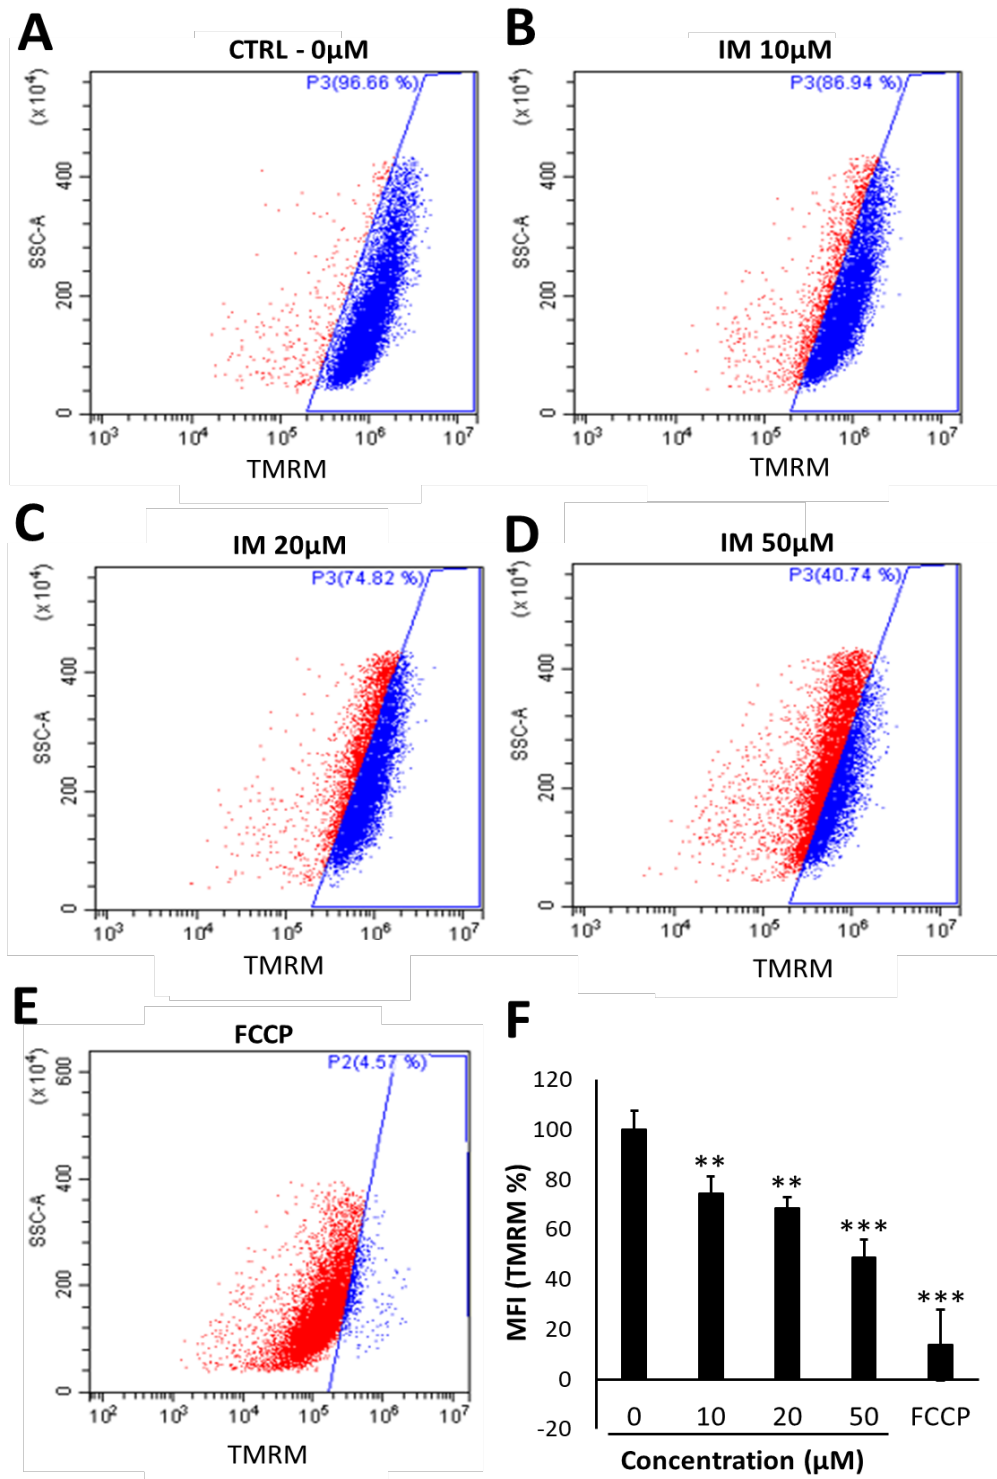 A
CTRL - 0µM
P3(96.66 %)
(x10⁴)
400
200
0
SSC-A
10³ 10⁴ 10⁵ 10⁶ 10⁷
TMRM
B
IM 10µM
P3(86.94 %)
(x10⁴)
400
200
0
SSC-A
10³ 10⁴ 10⁵ 10⁶ 10⁷
TMRM
C
IM 20µM
P3(74.82 %)
(x10⁴)
400
200
0
SSC-A
10³ 10⁴ 10⁵ 10⁶ 10⁷
TMRM
D
IM 50µM
P3(40.74 %)
(x10⁴)
400
200
0
SSC-A
10³ 10⁴ 10⁵ 10⁶ 10⁷
TMRM
E
FCCP
P2(4.57 %)
(x10⁴)
600
400
200
0
SSC-A
10² 10³ 10⁴ 10⁵ 10⁶ 10⁷
TMRM
F
120
100
80
60
40
20
0
-20
MFI (TMRM %)
** ** *** ***
0 10 20 50 FCCP
Concentration (µM)